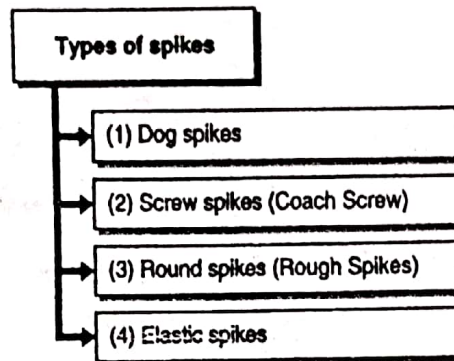 Types of spikes
(1) Dog spikes
(2) Screw spikes (Coach Screw)
(3) Round spikes (Rough Spikes)
(4) Elastic spikes